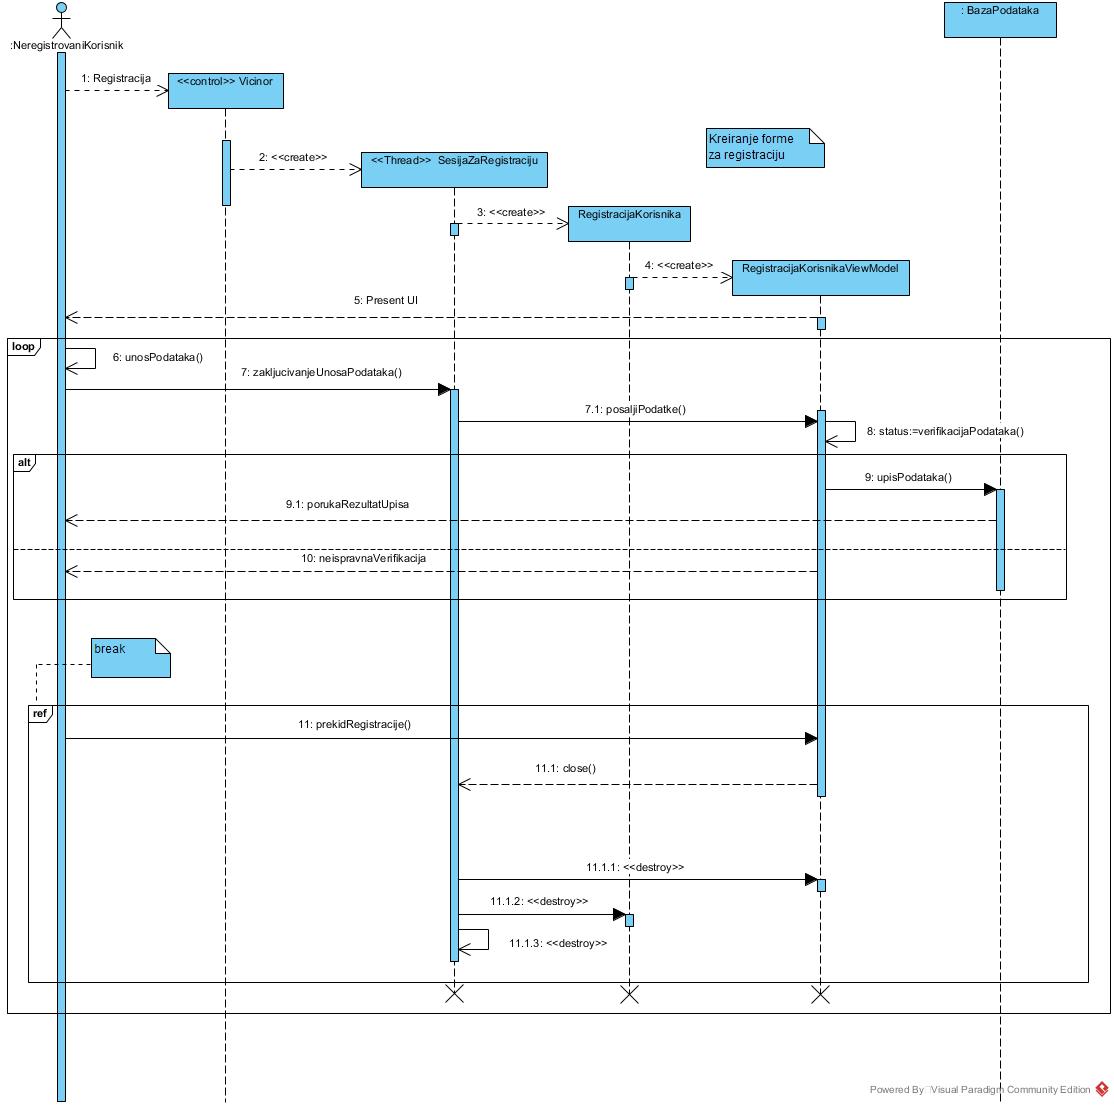 :NeregistrovaniKorisnik
: BazaPodataka
1: Registracija
<<control>> Vicinor
Kreiranje forme
za registraciju
2: <<create>>
<<Thread>> SesijaZaRegistraciju
3: <<create>>
RegistracijaKorisnika
4: <<create>>
RegistracijaKorisnikaViewModel
5: Present UI
loop
6: unosPodataka()
7: zakljucivanjeUnosaPodataka()
7.1: posaljiPodatke()
8: status:=verifikacijaPodataka()
alt
9: upisPodataka()
9.1: porukaRezultatUpisa
10: neispravnaVerifikacija
break
ref
11: prekidRegistracije()
11.1: close()
11.1.1: <<destroy>>
11.1.2: <<destroy>>
11.1.3: <<destroy>>
Powered By Visual Paradigm Community Edition